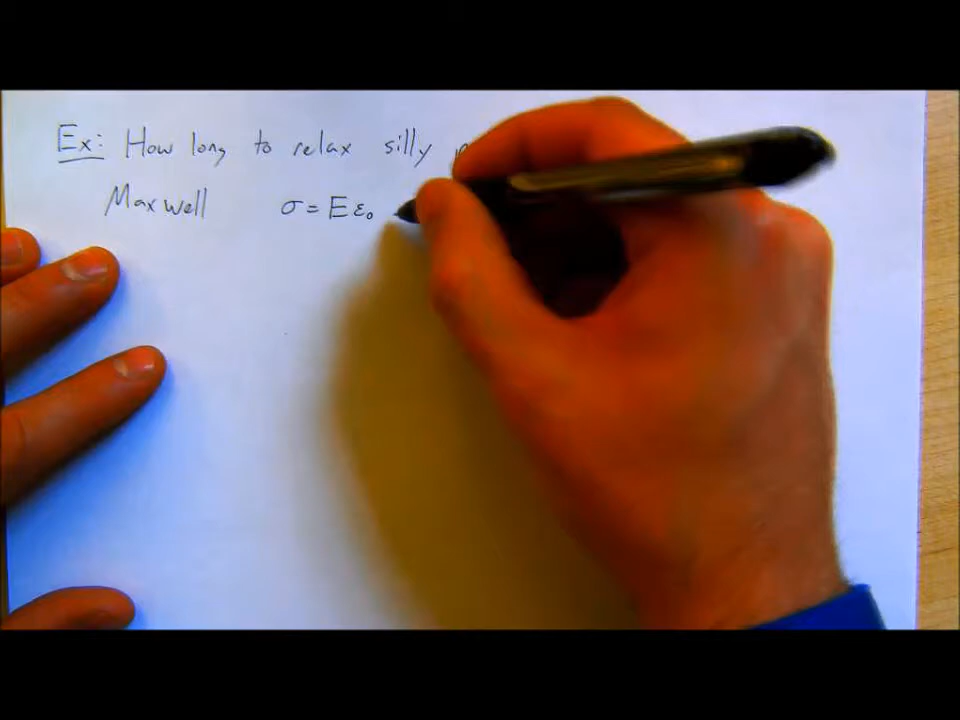 Ex: How long to relax silly
Maxwell σ = Eε₀